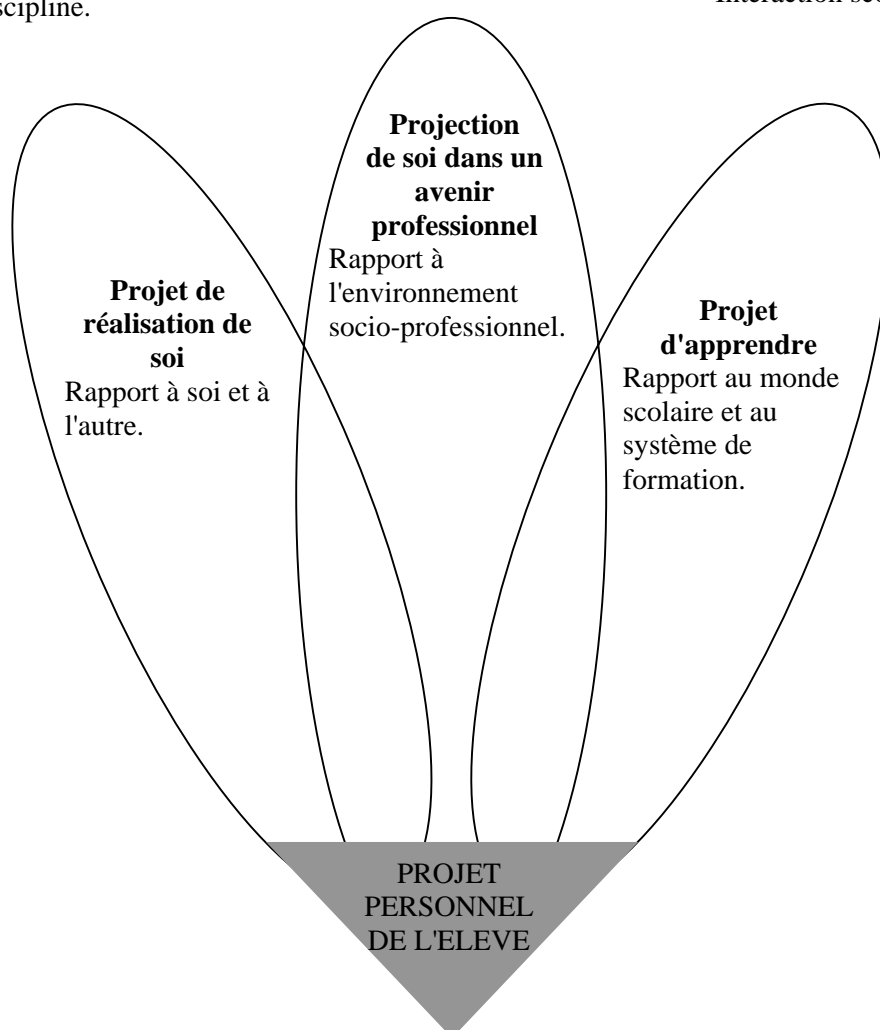 scipline.
Interaction
Projection
de soi dans un
avenir
professionnel
Rapport à
l'environnement
socio-professionnel.
Projet de
réalisation de
soi
Rapport à soi et à
l'autre.
Projet
d'apprendre
Rapport au monde
scolaire et au
système de
formation.
PROJET
PERSONNEL
DE L'ELEVE